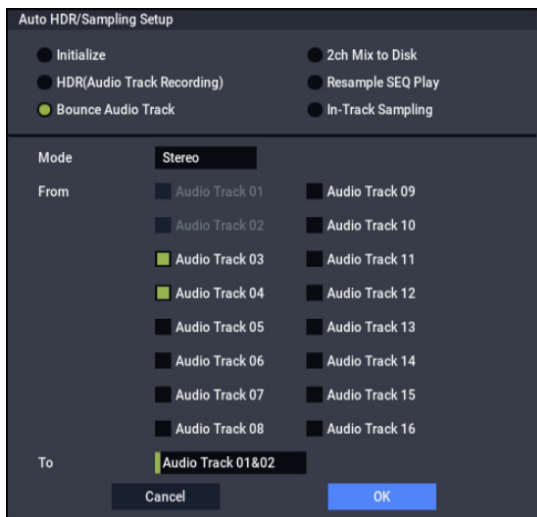 Auto HDR/Sampling Setup
Initialize
2ch Mix to Disk
HDR(Audio Track Recording)
Resample SEQ Play
Bounce Audio Track
In-Track Sampling
Mode
Stereo
From
Audio Track 01
Audio Track 09
Audio Track 02
Audio Track 10
Audio Track 03
Audio Track 11
Audio Track 04
Audio Track 12
Audio Track 05
Audio Track 13
Audio Track 06
Audio Track 14
Audio Track 07
Audio Track 15
Audio Track 08
Audio Track 16
To
Audio Track 01&02
Cancel
OK